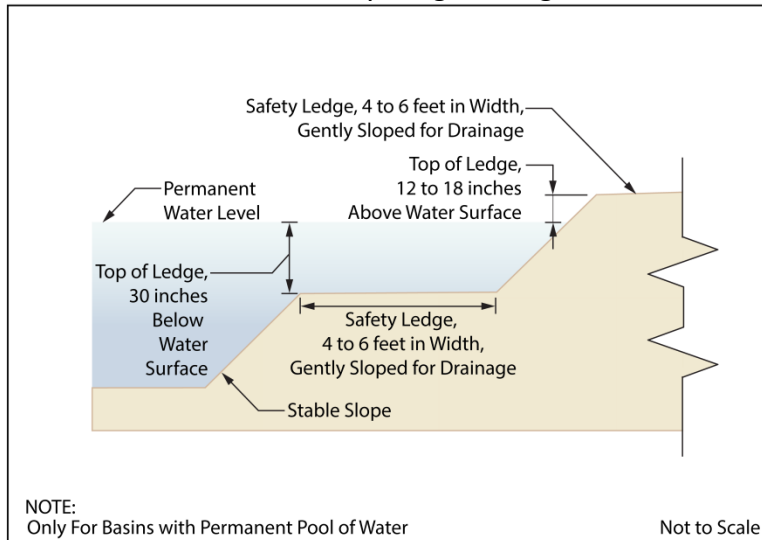 Safety Ledge, 4 to 6 feet in Width,
Gently Sloped for Drainage
Top of Ledge,
12 to 18 inches
Above Water Surface
Permanent
Water Level
Top of Ledge,
30 inches
Below
Water
Surface
Safety Ledge,
4 to 6 feet in Width,
Gently Sloped for Drainage
Stable Slope
NOTE:
Only For Basins with Permanent Pool of Water
Not to Scale